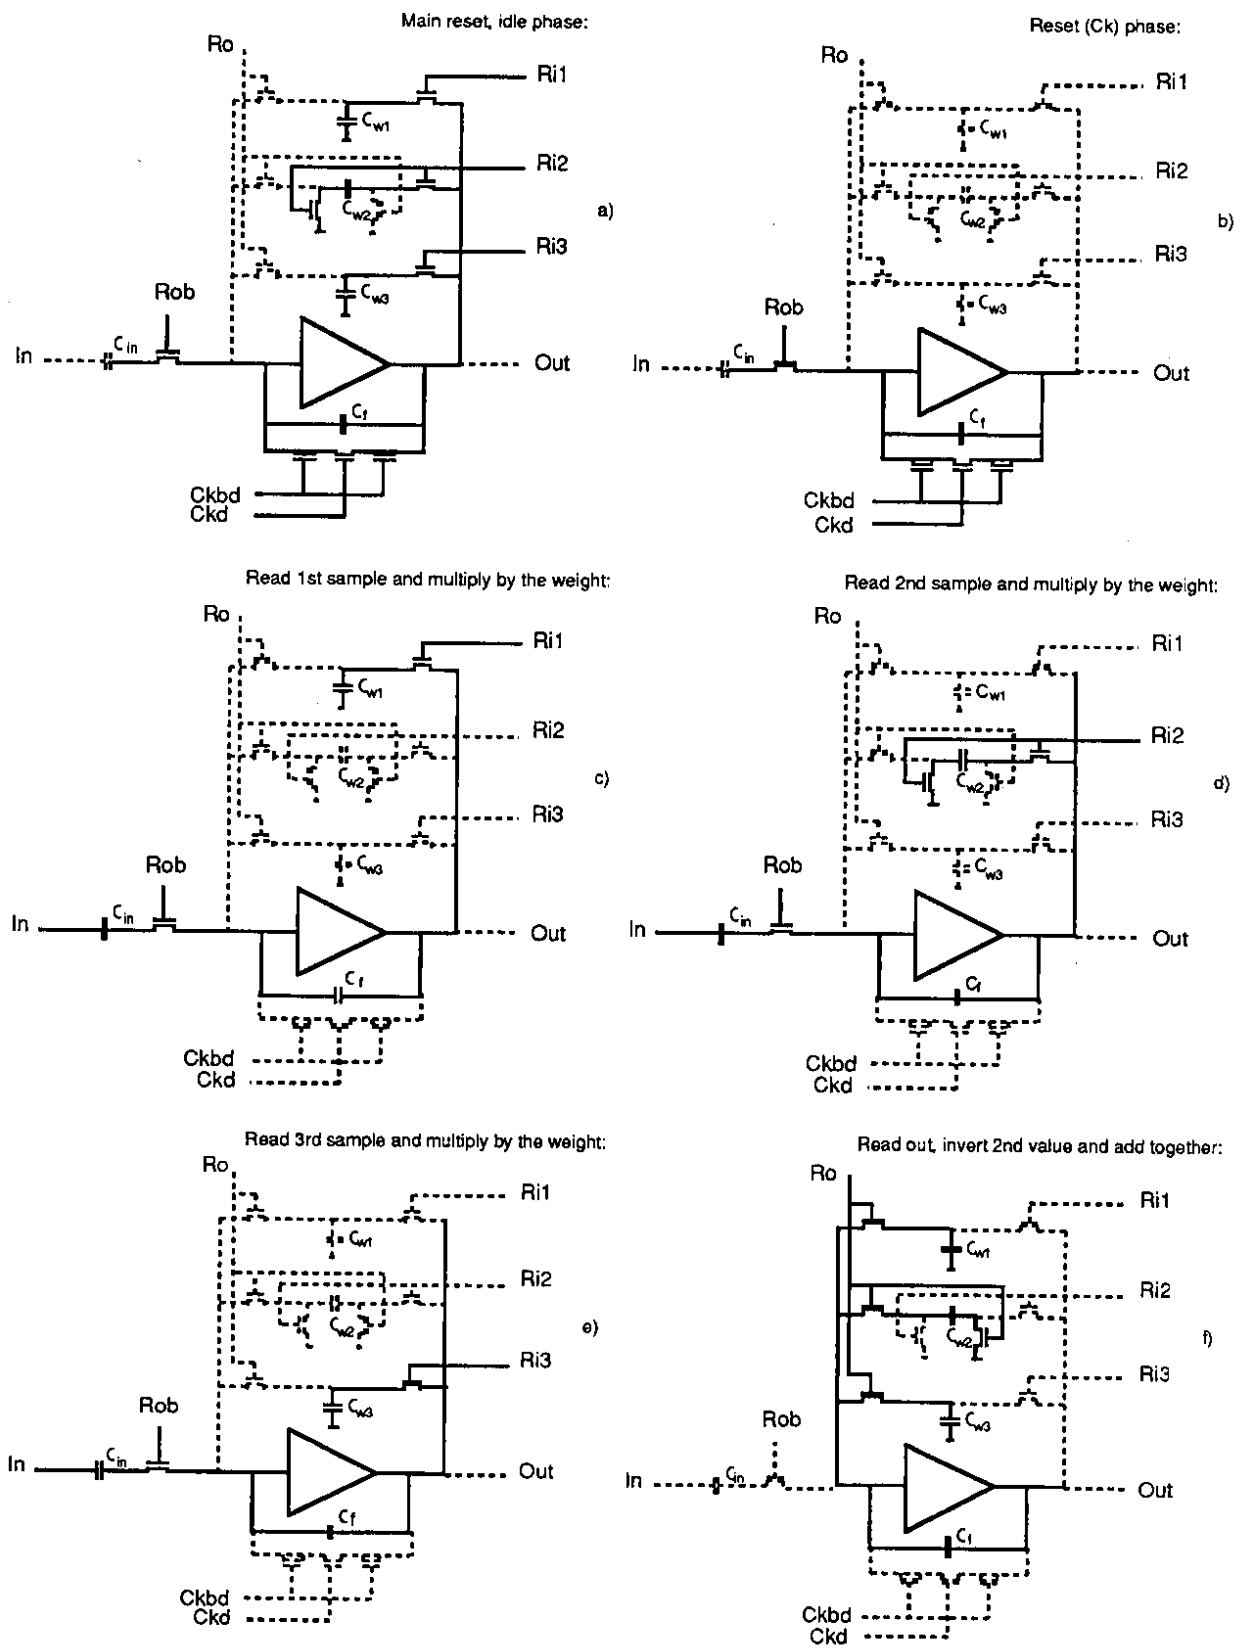 Main reset, idle phase:
Ro
Ri1
Cw1
Ri2
Cw2
a)
Ri3
Cw3
Rob
In
Cin
Out
Cf
Ckbd
Ckd
Reset (Ck) phase:
Ro
Ri1
Cw1
Ri2
Cw2
b)
Ri3
Cw3
Rob
In
Cin
Out
Cf
Ckbd
Ckd
Read 1st sample and multiply by the weight:
Ro
Ri1
Cw1
Ri2
Cw2
c)
Ri3
Cw3
Rob
In
Cin
Out
Cf
Ckbd
Ckd
Read 2nd sample and multiply by the weight:
Ro
Ri1
Cw1
Ri2
Cw2
d)
Ri3
Cw3
Rob
In
Cin
Out
Cf
Ckbd
Ckd
Read 3rd sample and multiply by the weight:
Ro
Ri1
Cw1
Ri2
Cw2
e)
Ri3
Cw3
Rob
In
Cin
Out
Cf
Ckbd
Ckd
Read out, invert 2nd value and add together:
Ro
Ri1
Cw1
Ri2
Cw2
f)
Ri3
Cw3
Rob
In
Cin
Out
Cf
Ckbd
Ckd